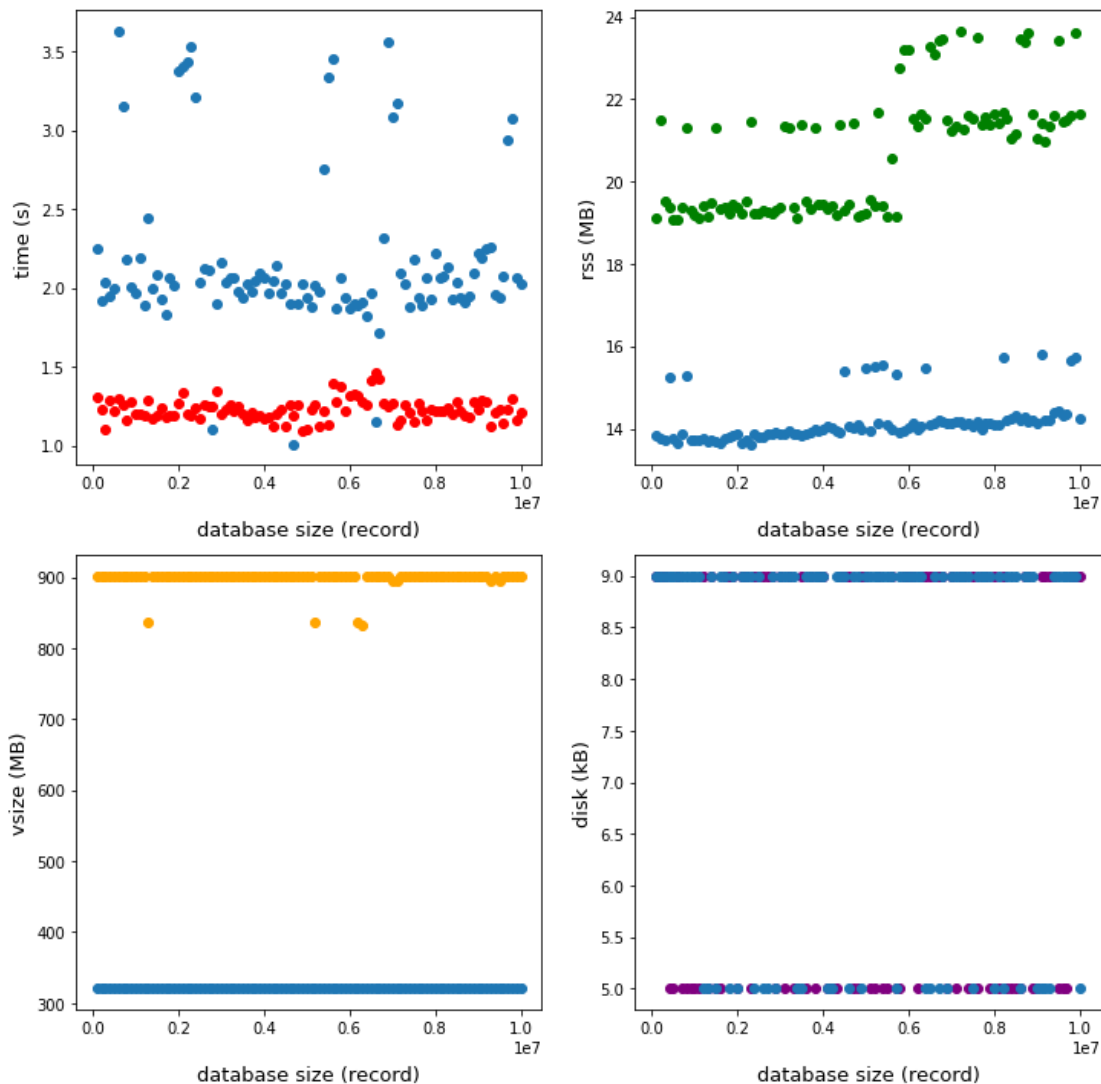 3.5
3.0
2.5
2.0
1.5
1.0
time (s)
0.0 0.2 0.4 0.6 0.8 1.0
1e7
database size (record)
24
22
20
18
16
14
rss (MB)
0.0 0.2 0.4 0.6 0.8 1.0
1e7
database size (record)
900
800
700
600
500
400
300
vsize (MB)
0.0 0.2 0.4 0.6 0.8 1.0
1e7
database size (record)
9.0
8.5
8.0
7.5
7.0
6.5
6.0
5.5
5.0
disk (kB)
0.0 0.2 0.4 0.6 0.8 1.0
1e7
database size (record)